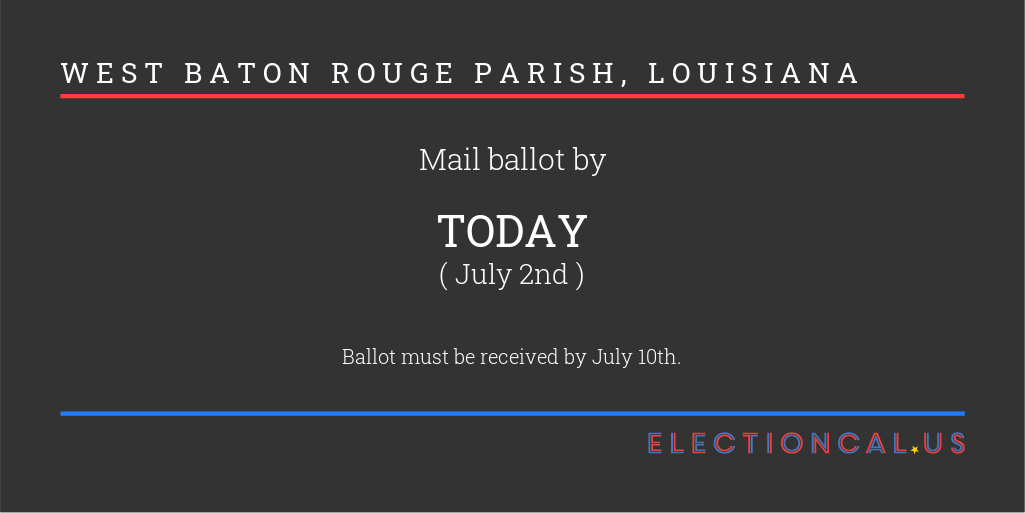 WEST BATON ROUGE PARISH, LOUISIANA
Mail ballot by
TODAY
( July 2nd )
Ballot must be received by July 10th.
ELECTIONCAL.US